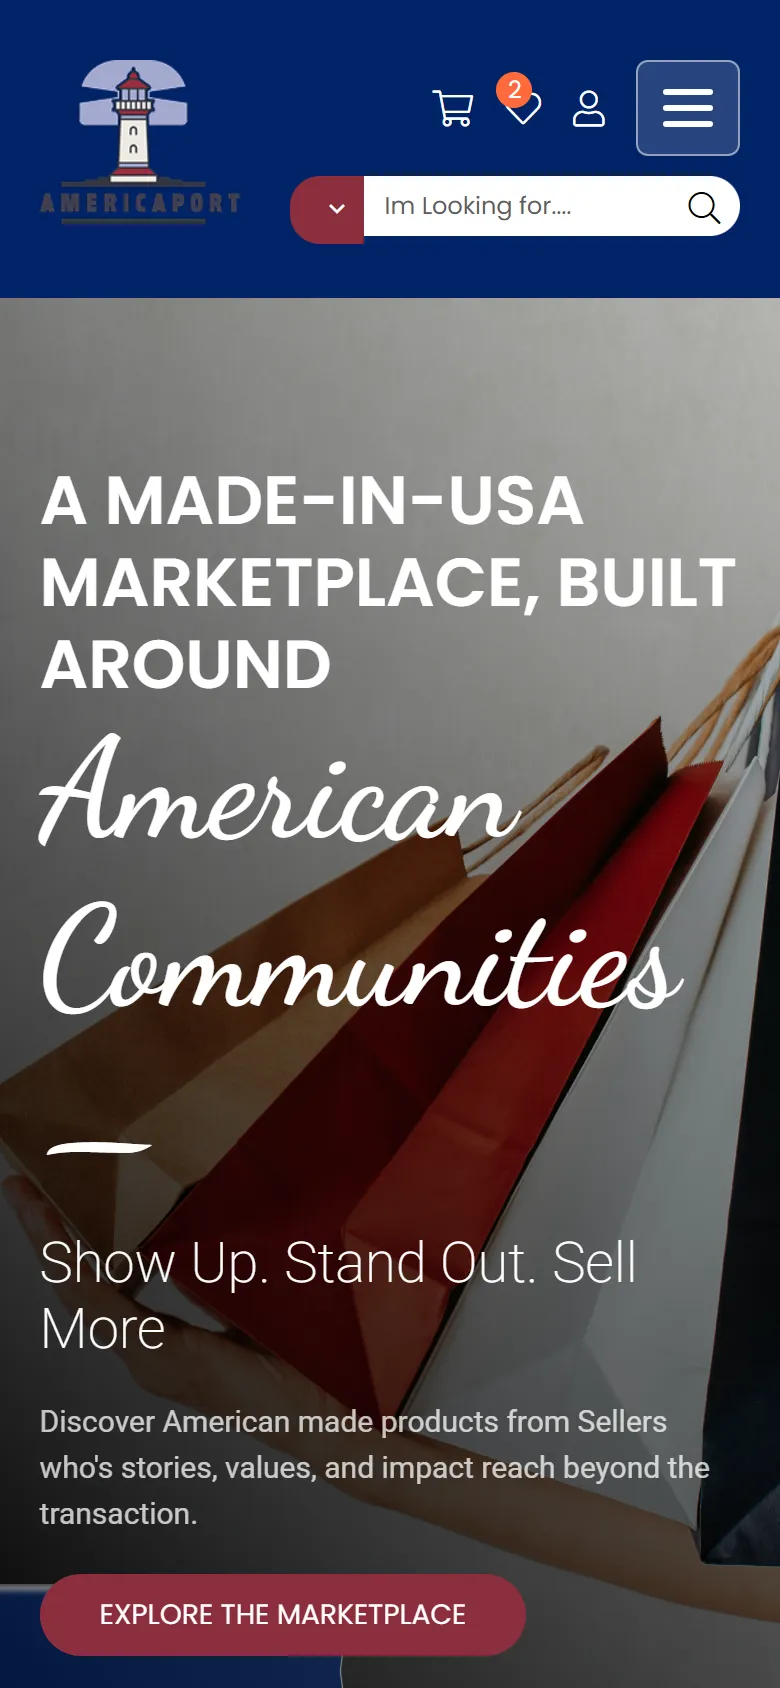 2
AMERICAPORT
Im Looking for....
A MADE-IN-USA
MARKETPLACE, BUILT
AROUND
American
Communities
Show Up. Stand Out. Sell
More
Discover American made products from Sellers
who's stories, values, and impact reach beyond the
transaction.
EXPLORE THE MARKETPLACE